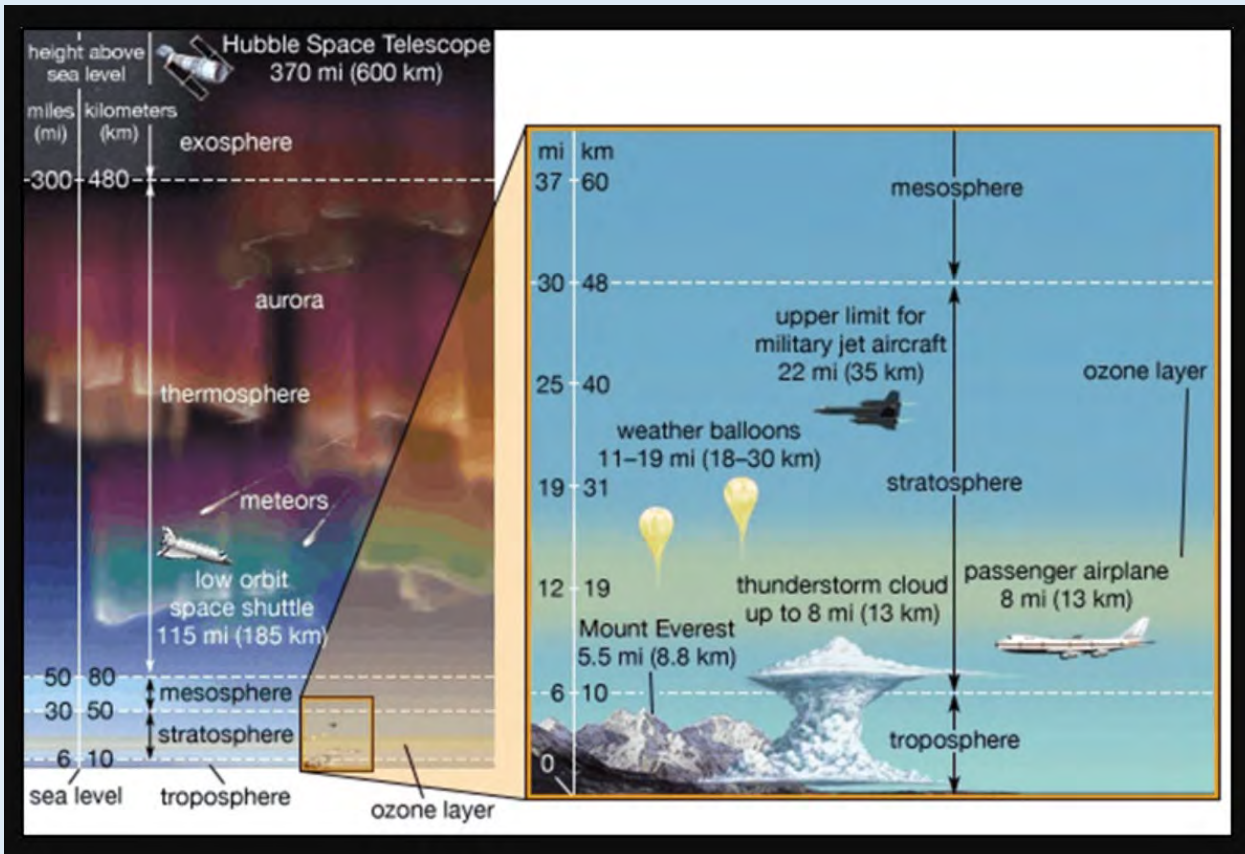 height above
sea level
miles
(mi)
kilometers
(km)
Hubble Space Telescope
370 mi (600 km)
exosphere
300 480
aurora
thermosphere
meteors
low orbit
space shuttle
115 mi (185 km)
50 80
mesosphere
30 50
stratosphere
6 10
sea level
troposphere
ozone layer
mi km
37 60
mesosphere
30 48
upper limit for
military jet aircraft
22 mi (35 km)
25 40
ozone layer
weather balloons
11–19 mi (18–30 km)
19 31
stratosphere
12 19
thunderstorm cloud
up to 8 mi (13 km)
passenger airplane
8 mi (13 km)
Mount Everest
5.5 mi (8.8 km)
6 10
troposphere
0